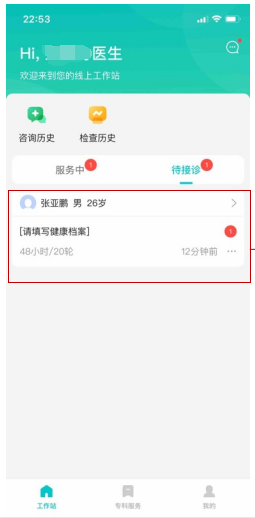 22:53
Hi, 医生
欢迎来到您的线上工作站
咨询历史 检查历史
服务中 1 待接诊 1
张亚鹏 男 26岁
[请填写健康档案] 1
48小时/20轮 12分钟前 ...
工作站 专科服务 我的